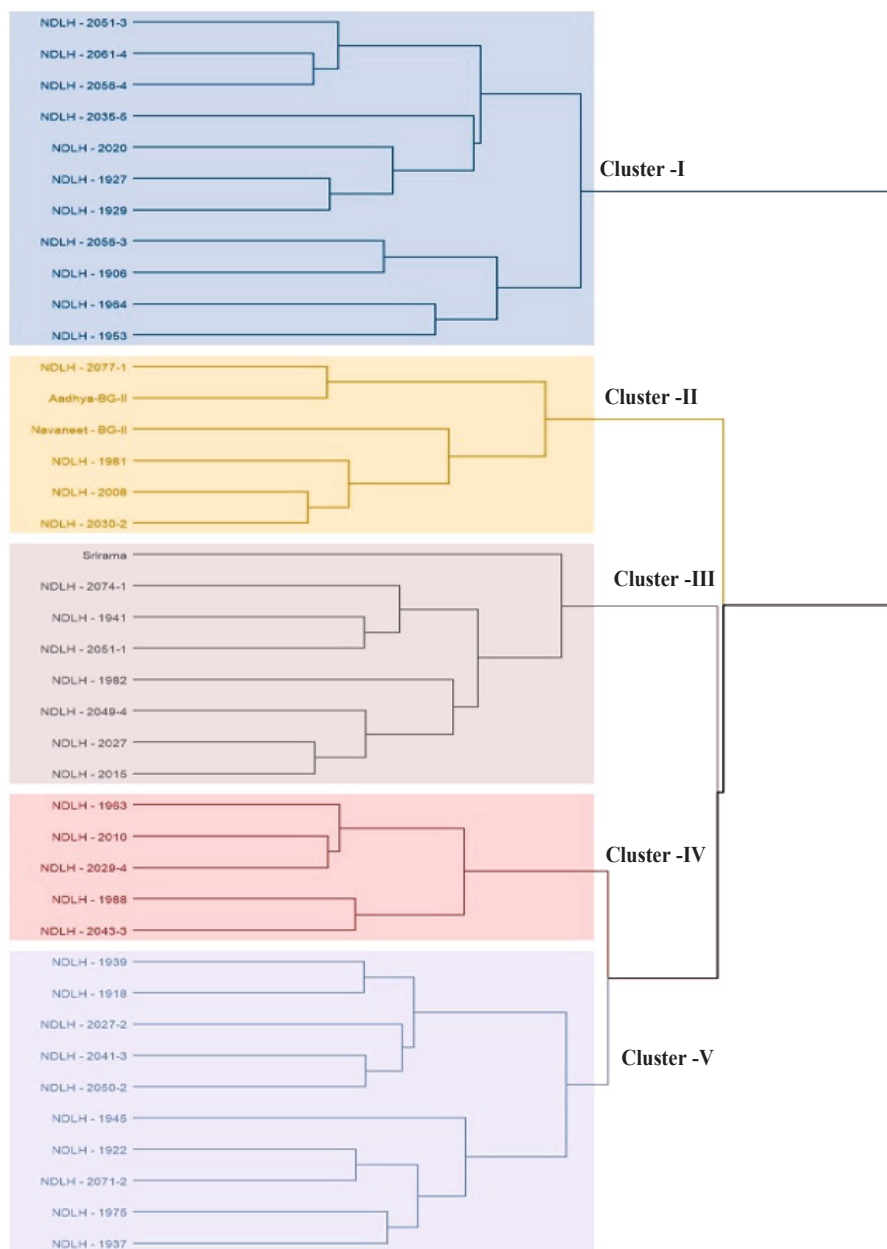 NDLH - 2051-3
NDLH - 2061-4
NDLH - 2056-4
NDLH - 2035-5
NDLH - 2020
Cluster -I
NDLH - 1927
NDLH - 1929
NDLH - 2058-3
NDLH - 1906
NDLH - 1964
NDLH - 1953
NDLH - 2077-1
Aadhya-BG-II
Cluster -II
Navaneet - BG-II
NDLH - 1981
NDLH - 2008
NDLH - 2030-2
Srirama
Cluster -III
NDLH - 2074-1
NDLH - 1941
NDLH - 2051-1
NDLH - 1982
NDLH - 2049-4
NDLH - 2027
NDLH - 2015
NDLH - 1963
NDLH - 2010
Cluster -IV
NDLH - 2029-4
NDLH - 1988
NDLH - 2043-3
NDLH - 1939
NDLH - 1918
NDLH - 2027-2
NDLH - 2041-3
Cluster -V
NDLH - 2050-2
NDLH - 1945
NDLH - 1922
NDLH - 2071-2
NDLH - 1975
NDLH - 1937